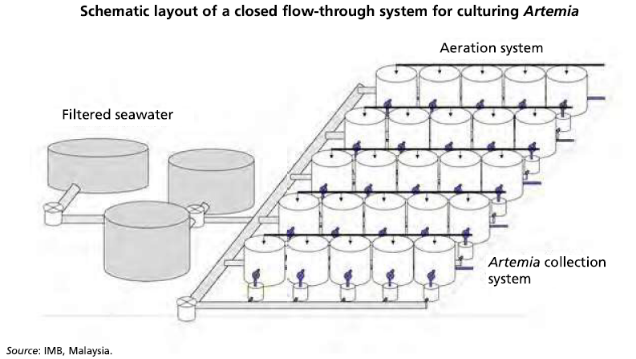 Schematic layout of a closed flow-through system for culturing Artemia
Aeration system
Filtered seawater
Artemia collection
system
Source: IMB, Malaysia.